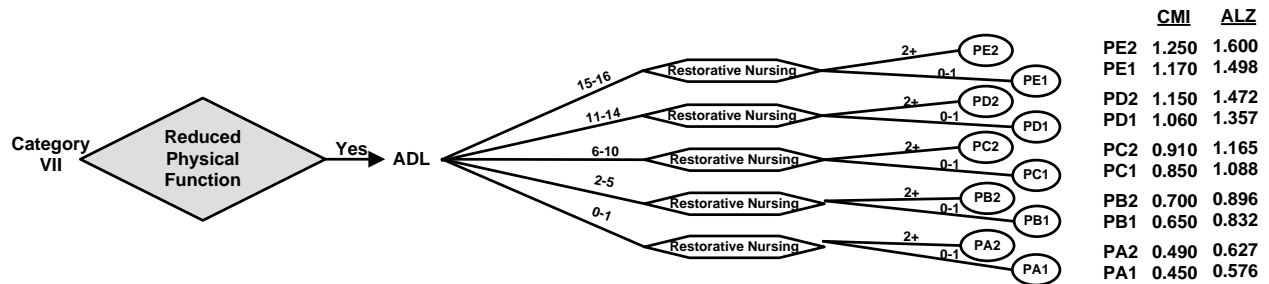 CMI ALZ
Category
VII
Reduced
Physical
Function
Yes
ADL
15-16
Restorative Nursing
2+
PE2
0-1
PE1
11-14
Restorative Nursing
2+
PD2
0-1
PD1
6-10
Restorative Nursing
2+
PC2
0-1
PC1
2-5
Restorative Nursing
2+
PB2
0-1
PB1
0-1
Restorative Nursing
2+
PA2
0-1
PA1
PE2 1.250 1.600
PE1 1.170 1.498
PD2 1.150 1.472
PD1 1.060 1.357
PC2 0.910 1.165
PC1 0.850 1.088
PB2 0.700 0.896
PB1 0.650 0.832
PA2 0.490 0.627
PA1 0.450 0.576